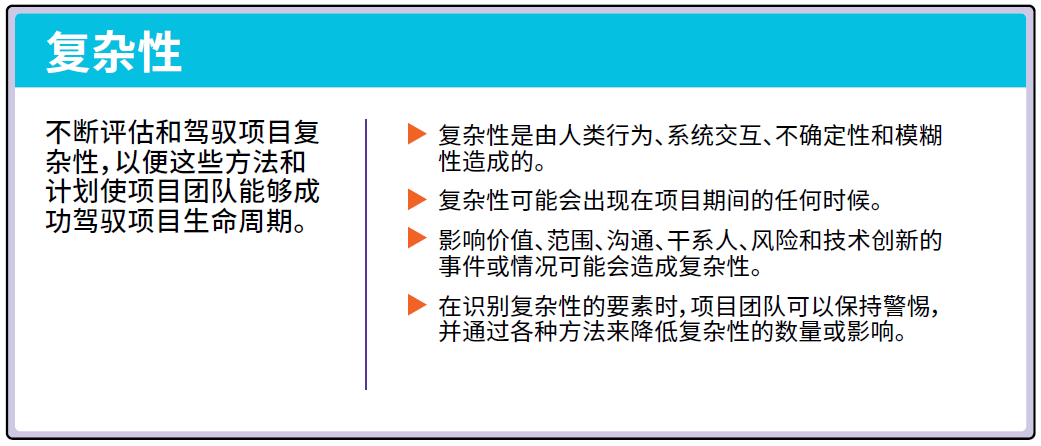 复杂性
不断评估和驾驭项目复
杂性，以便这些方法和
计划使项目团队能够成
功驾驭项目生命周期。
复杂性是由人类行为、系统交互、不确定性和模糊
性造成的。
复杂性可能会出现在项目期间的任何时候。
影响价值、范围、沟通、干系人、风险和技术创新的
事件或情况可能会造成复杂性。
在识别复杂性的要素时，项目团队可以保持警惕，
并通过各种方法来降低复杂性的数量或影响。